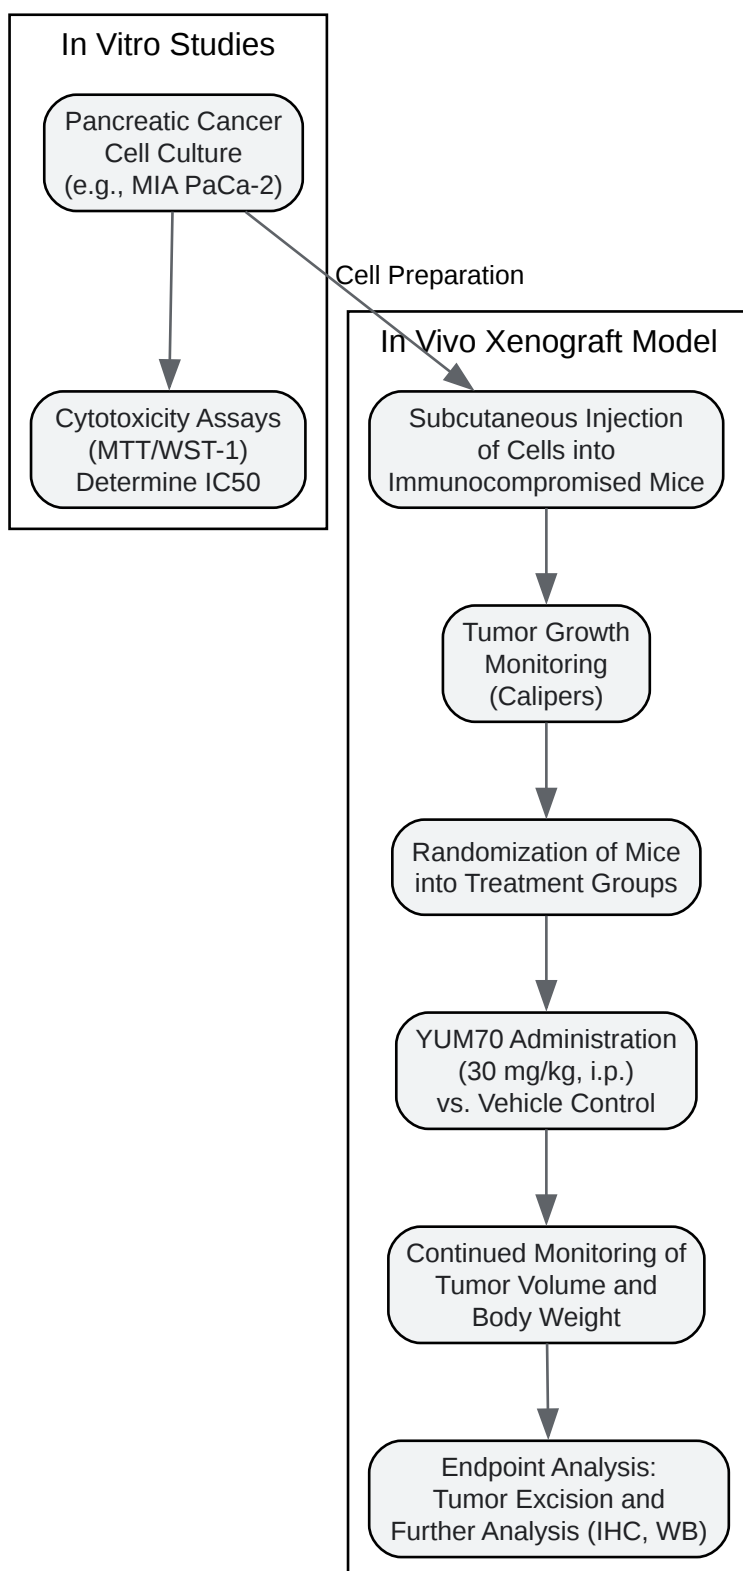 In Vitro Studies
Pancreatic Cancer
Cell Culture
(e.g., MIA PaCa-2)
Cell Preparation
Cytotoxicity Assays
(MTT/WST-1)
Determine IC50
In Vivo Xenograft Model
Subcutaneous Injection
of Cells into
Immunocompromised Mice
Tumor Growth
Monitoring
(Calipers)
Randomization of Mice
into Treatment Groups
YUM70 Administration
(30 mg/kg, i.p.)
vs. Vehicle Control
Continued Monitoring of
Tumor Volume and
Body Weight
Endpoint Analysis:
Tumor Excision and
Further Analysis (IHC, WB)